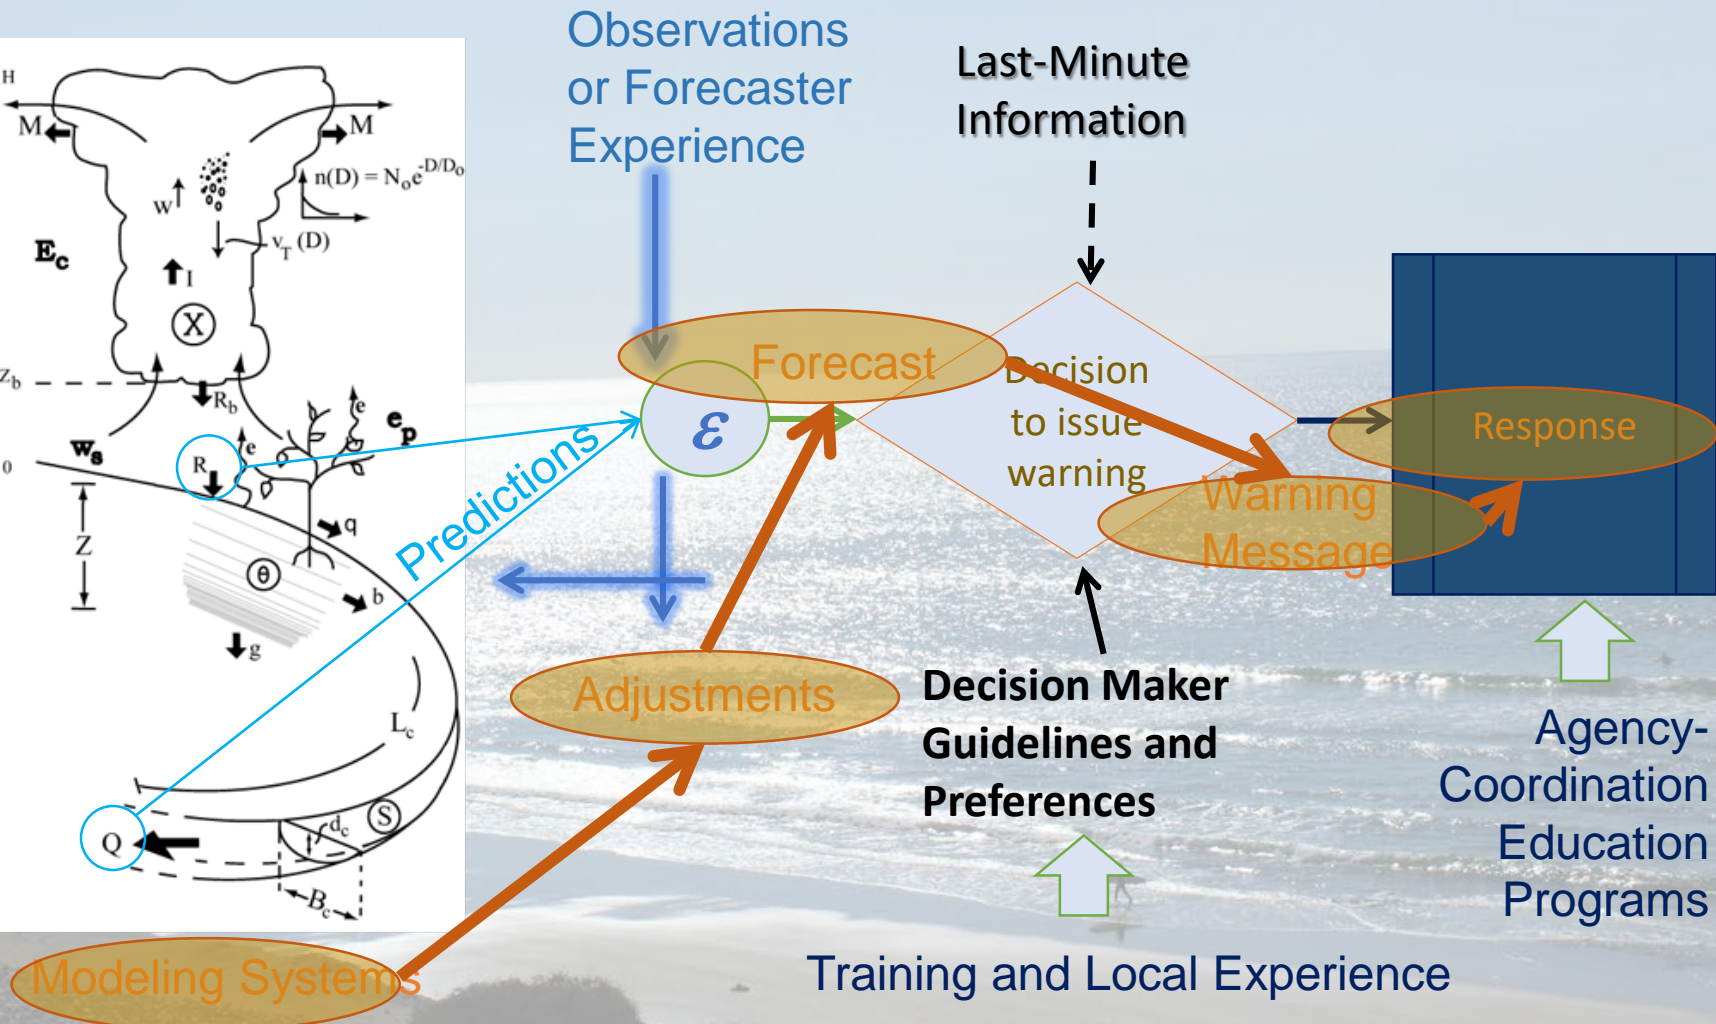 Observations
or Forecaster
Experience
Last-Minute
Information
H
M
M
n(D) = Nₒe^-D/Dₒ
w
v_T (D)
E_c
I
X
Z_b
R_b
e
e_p
w_s
e
R
0
q
Z
θ
b
g
L_c
S
d_c
Q
B_c
Predictions
ε
Forecast
Decision
to issue
warning
Warning
Message
Response
Adjustments
Decision Maker
Guidelines and
Preferences
Agency-
Coordination
Education
Programs
Modeling Systems
Training and Local Experience